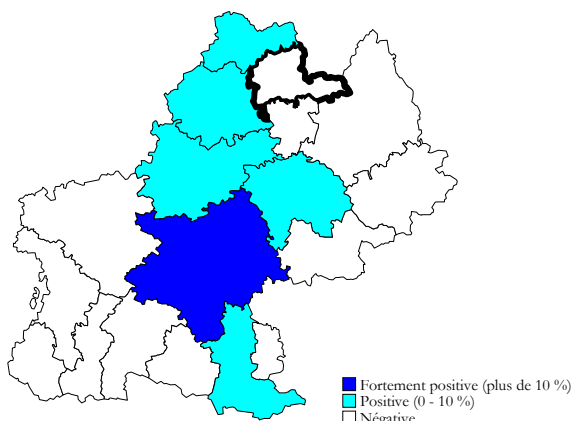 Fortement positive (plus de 10 %)
Positive (0 - 10 %)
Négative